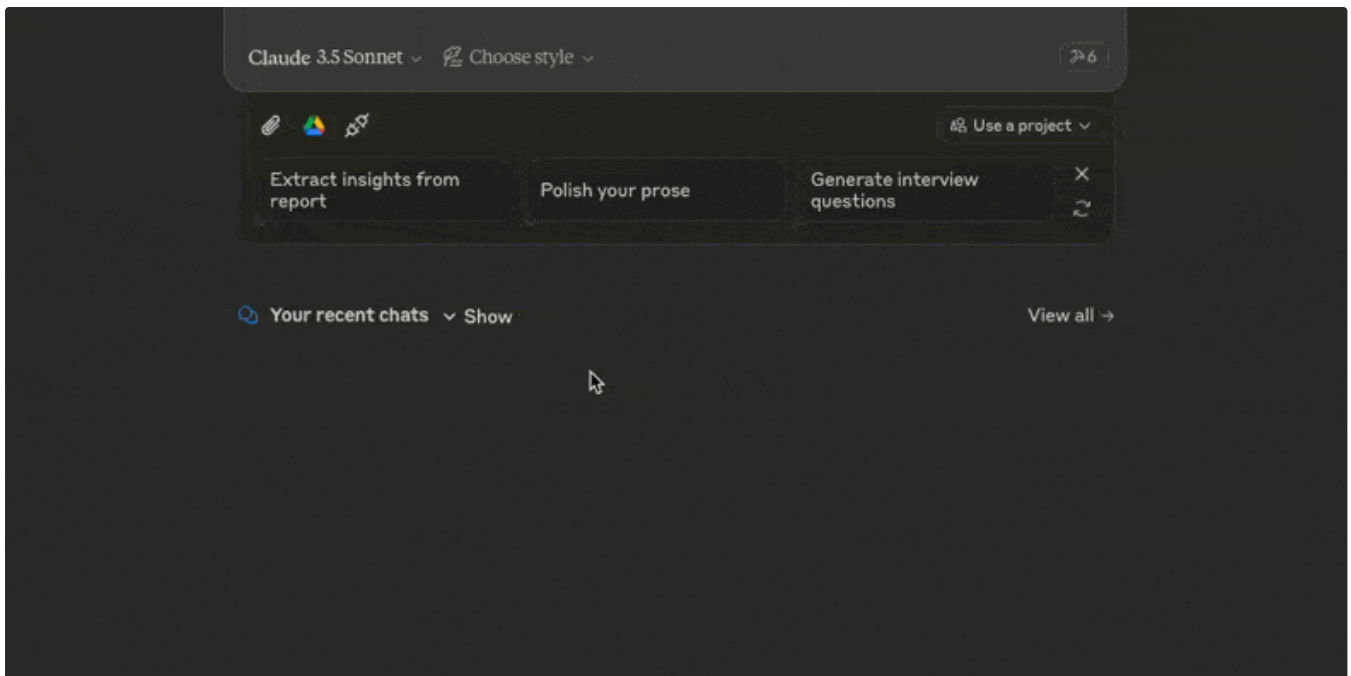 Claude 3.5 Sonnet
Choose style
6
Use a project
Extract insights from
report
Polish your prose
Generate interview
questions
Your recent chats
Show
View all →